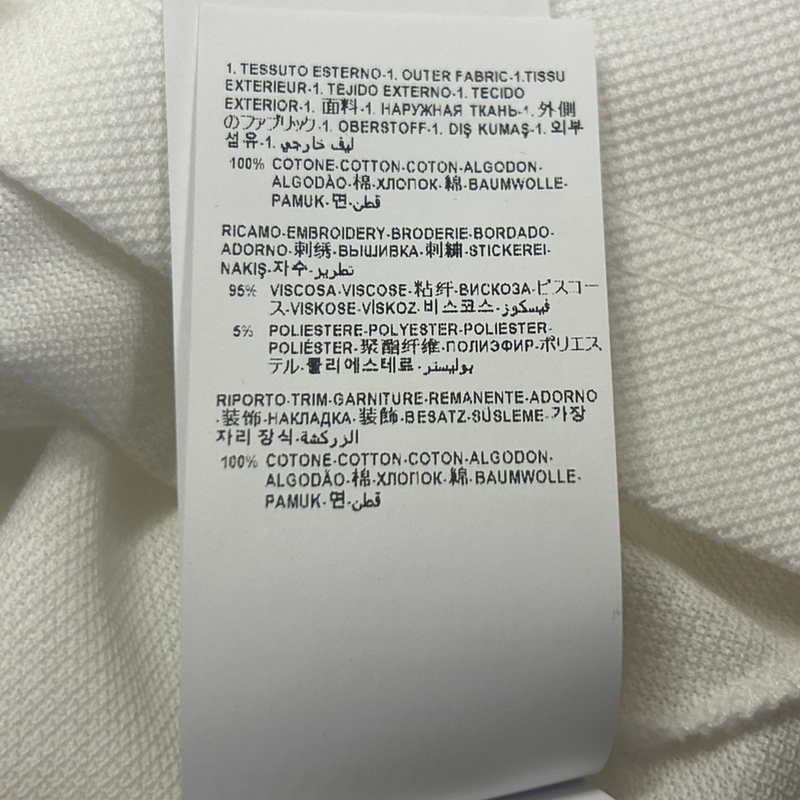 1. TESSUTO ESTERNO-1. OUTER FABRIC-1.TISSU
EXTERIEUR-1. TEJIDO EXTERNO-1. TECIDO
EXTERIOR-1. 面料-1. НАРУЖНАЯ ТКАНЬ-1. 外側
のファブリック-1. OBERSTOFF-1. DIŞ KUMAŞ-1. 외부
섬유-1. ليف خارجي
100% COTONE-COTTON-COTON-ALGODON-
ALGODÃO-棉-ХЛОПОК-綿-BAUMWOLLE-
PAMUK-면-قطن
RICAMO-EMBROIDERY-BRODERIE-BORDADO-
ADORNO-刺绣-ВЫШИВКА-刺繍-STICKEREI-
NAKIŞ-자수-تطريز
95% VISCOSA-VISCOSE-粘纤-ВИСКОЗА-ビスコー
ス-VISKOSE-VİSKOZ-비스코스-فيسكوز
5% POLIESTERE-POLYESTER-POLIESTER-
POLIÉSTER-聚酯纤维-ПОЛИЭФИР-ポリエス
テル-폴리에스테르-بوليستر
RIPORTO-TRIM-GARNITURE-REMANENTE-ADORNO
-装饰-НАКЛАДКА-装飾-BESATZ-SÜSLEME-가장
자리 장식-الزركشة
100% COTONE-COTTON-COTON-ALGODON-
ALGODÃO-棉-ХЛОПОК-綿-BAUMWOLLE-
PAMUK-면-قطن